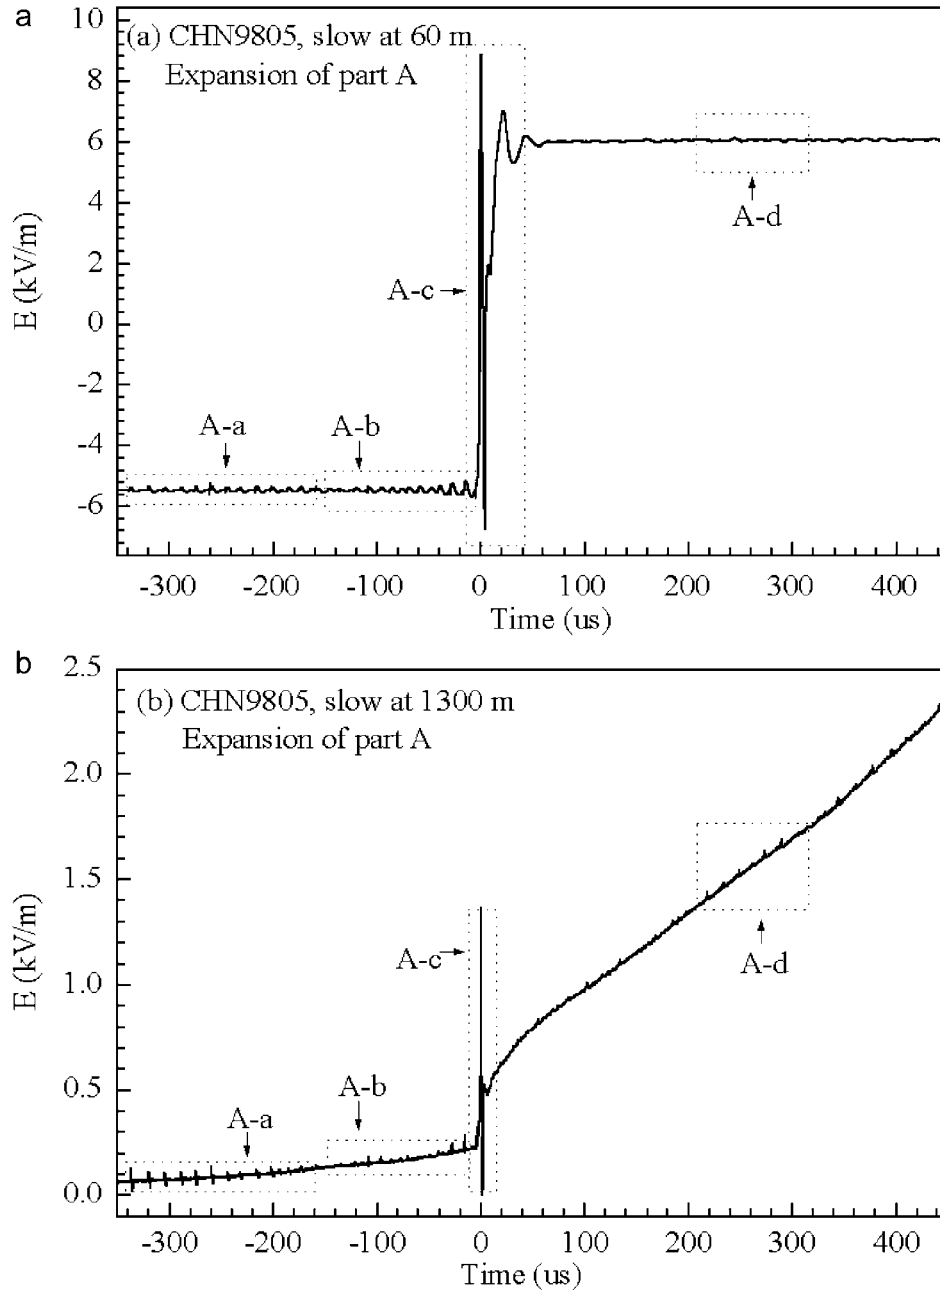 a
(a) CHN9805, slow at 60 m
Expansion of part A
10
8
6
4
2
0
-2
-4
-6
E (kV/m)
A-a
A-b
A-c
A-d
-300 -200 -100 0 100 200 300 400
Time (us)
b
(b) CHN9805, slow at 1300 m
Expansion of part A
2.5
2.0
1.5
1.0
0.5
0.0
E (kV/m)
A-c
A-d
A-b
A-a
-300 -200 -100 0 100 200 300 400
Time (us)